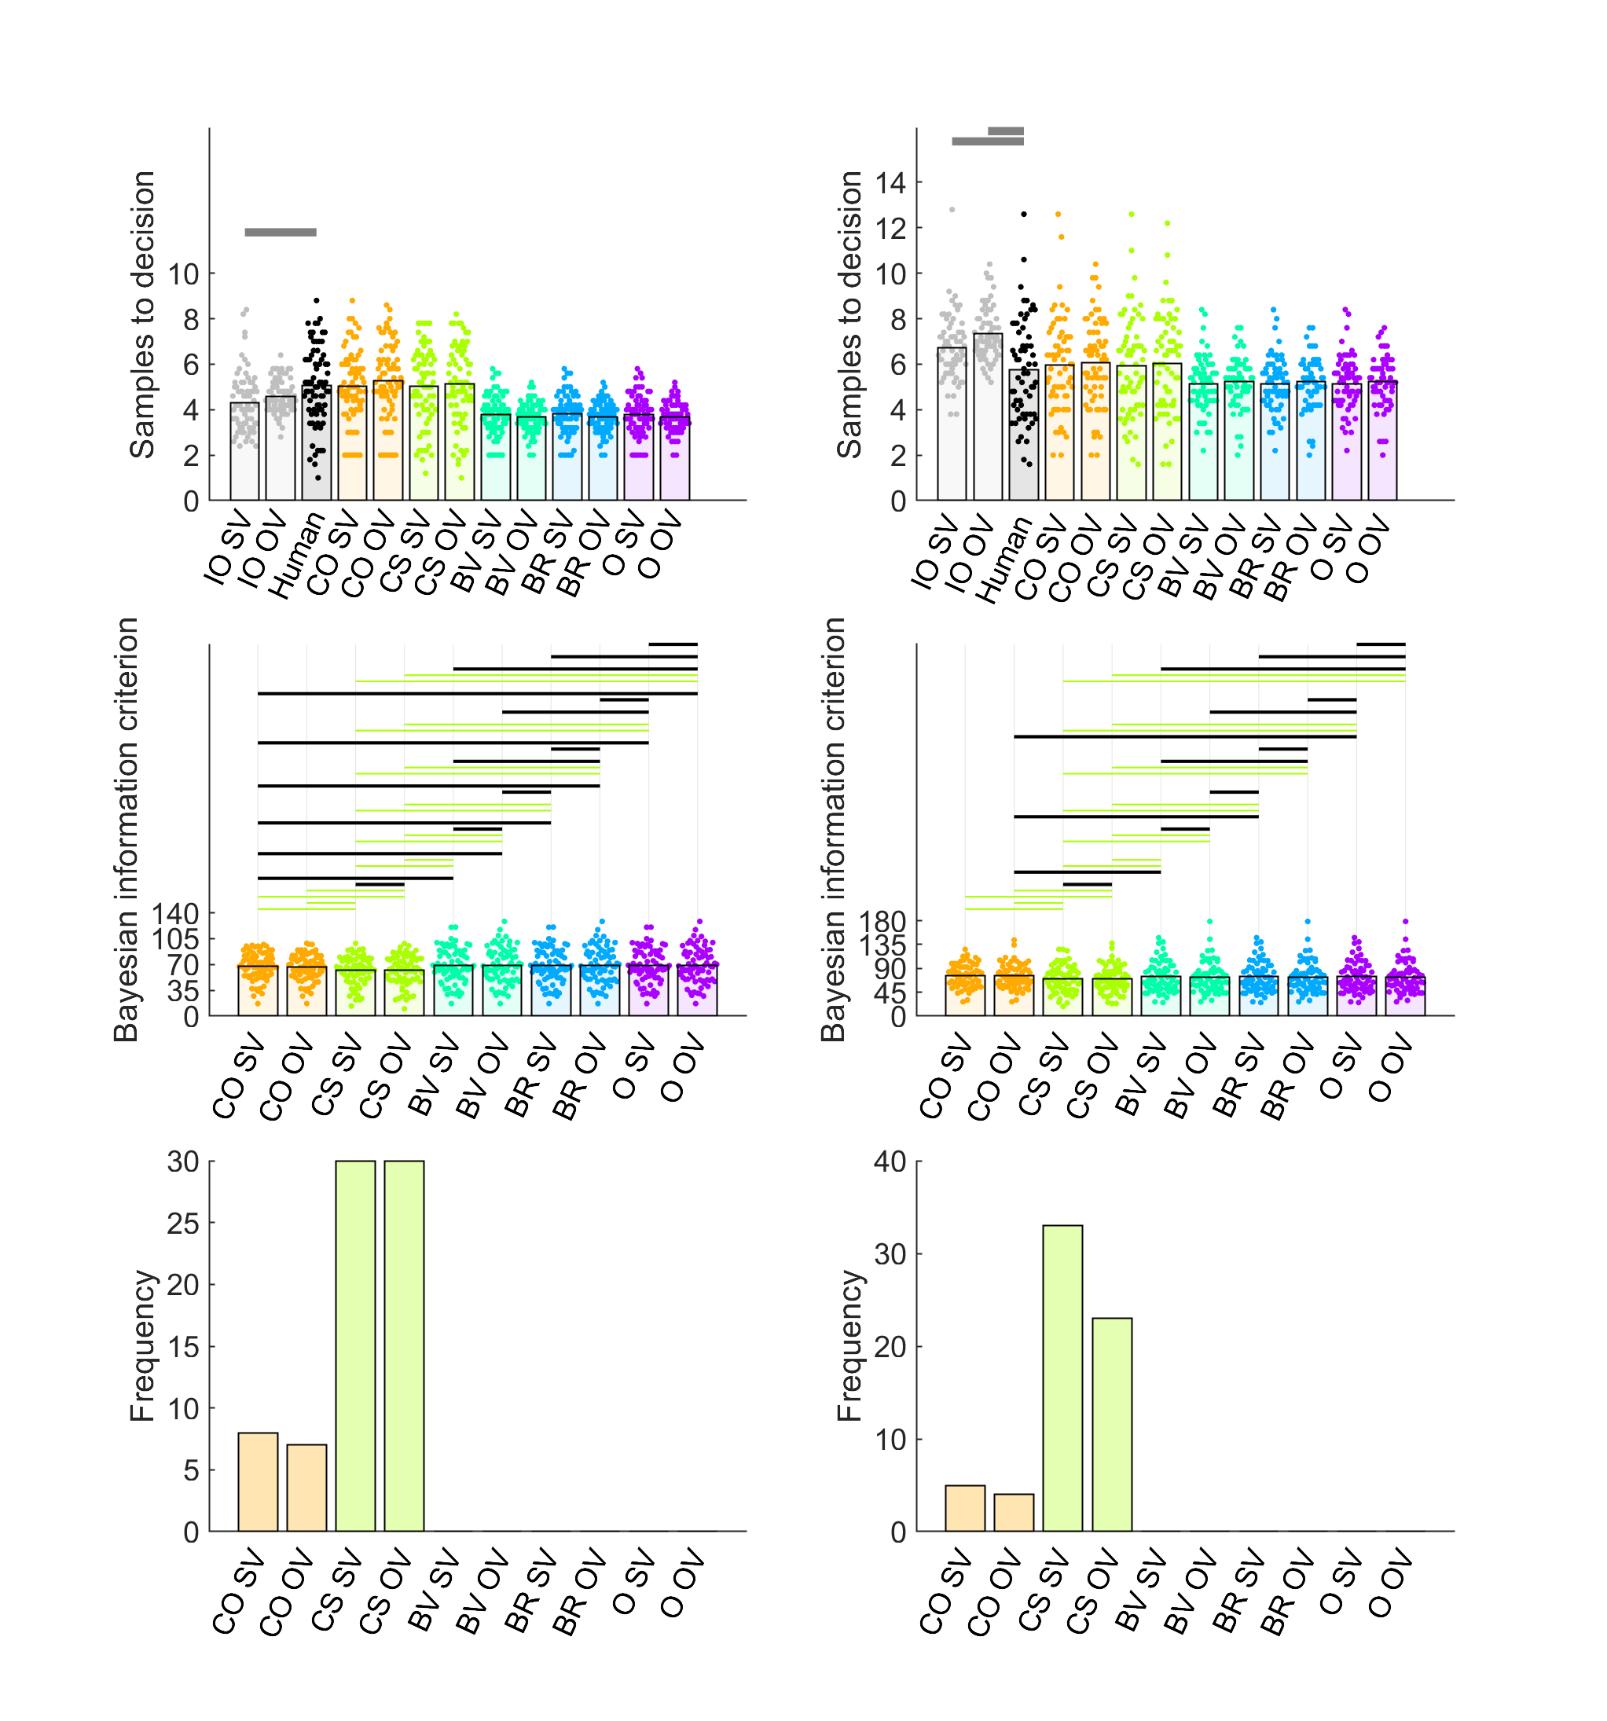 Samples to decision
10
8
6
4
2
0
IO SV
IO OV
Human
CO SV
CO OV
CS SV
CS OV
BV SV
BV OV
BR SV
BR OV
O SV
O OV
Samples to decision
14
12
10
8
6
4
2
0
IO SV
IO OV
Human
CO SV
CO OV
CS SV
CS OV
BV SV
BV OV
BR SV
BR OV
O SV
O OV
Bayesian information criterion
140
105
70
35
0
CO SV
CO OV
CS SV
CS OV
BV SV
BV OV
BR SV
BR OV
O SV
O OV
Bayesian information criterion
180
135
90
45
0
CO SV
CO OV
CS SV
CS OV
BV SV
BV OV
BR SV
BR OV
O SV
O OV
Frequency
30
25
20
15
10
5
0
CO SV
CO OV
CS SV
CS OV
BV SV
BV OV
BR SV
BR OV
O SV
O OV
Frequency
40
30
20
10
0
CO SV
CO OV
CS SV
CS OV
BV SV
BV OV
BR SV
BR OV
O SV
O OV